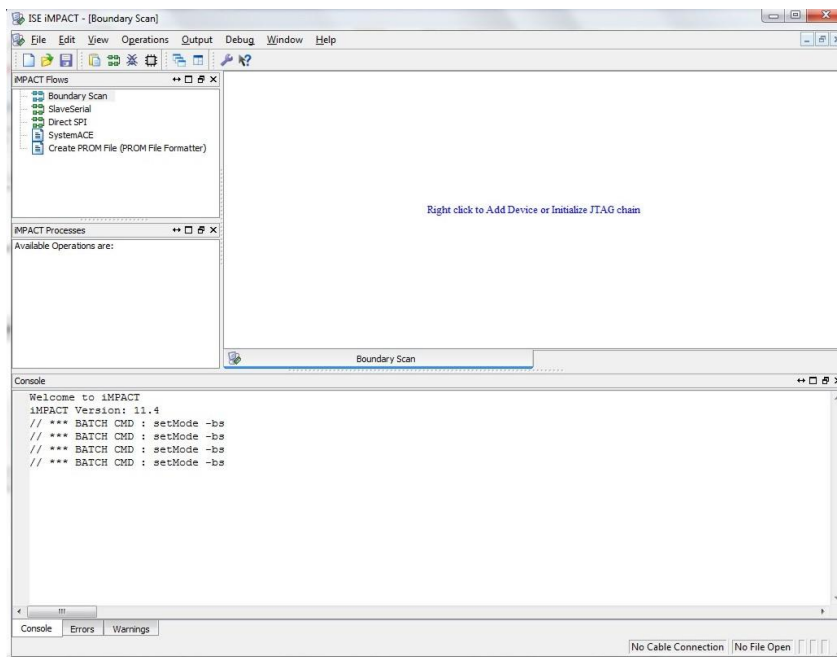 ISE iMPACT - [Boundary Scan]
File Edit View Operations Output Debug Window Help
iMPACT Flows
Boundary Scan
SlaveSerial
Direct SPI
SystemACE
Create PROM File (PROM File Formatter)
Right click to Add Device or Initialize JTAG chain
iMPACT Processes
Available Operations are:
Boundary Scan
Console
Welcome to iMPACT
iMPACT Version: 11.4
// *** BATCH CMD : setMode -bs
// *** BATCH CMD : setMode -bs
// *** BATCH CMD : setMode -bs
// *** BATCH CMD : setMode -bs
Console Errors Warnings
No Cable Connection No File Open